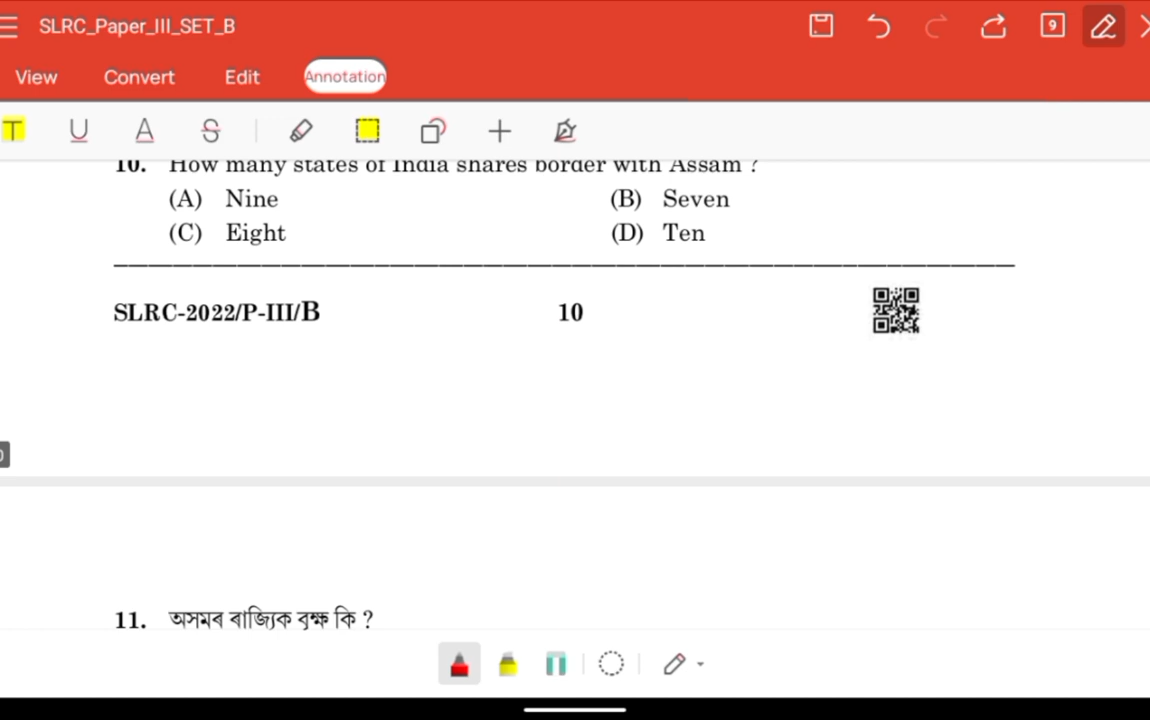 SLRC_Paper_III_SET_B
9
View Convert Edit Annotation
T U A S
10. How many states of India shares border with Assam ?
(A) Nine (B) Seven
(C) Eight (D) Ten
SLRC-2022/P-III/B 10
11. অসমৰ ৰাজ্যিক বৃক্ষ কি ?